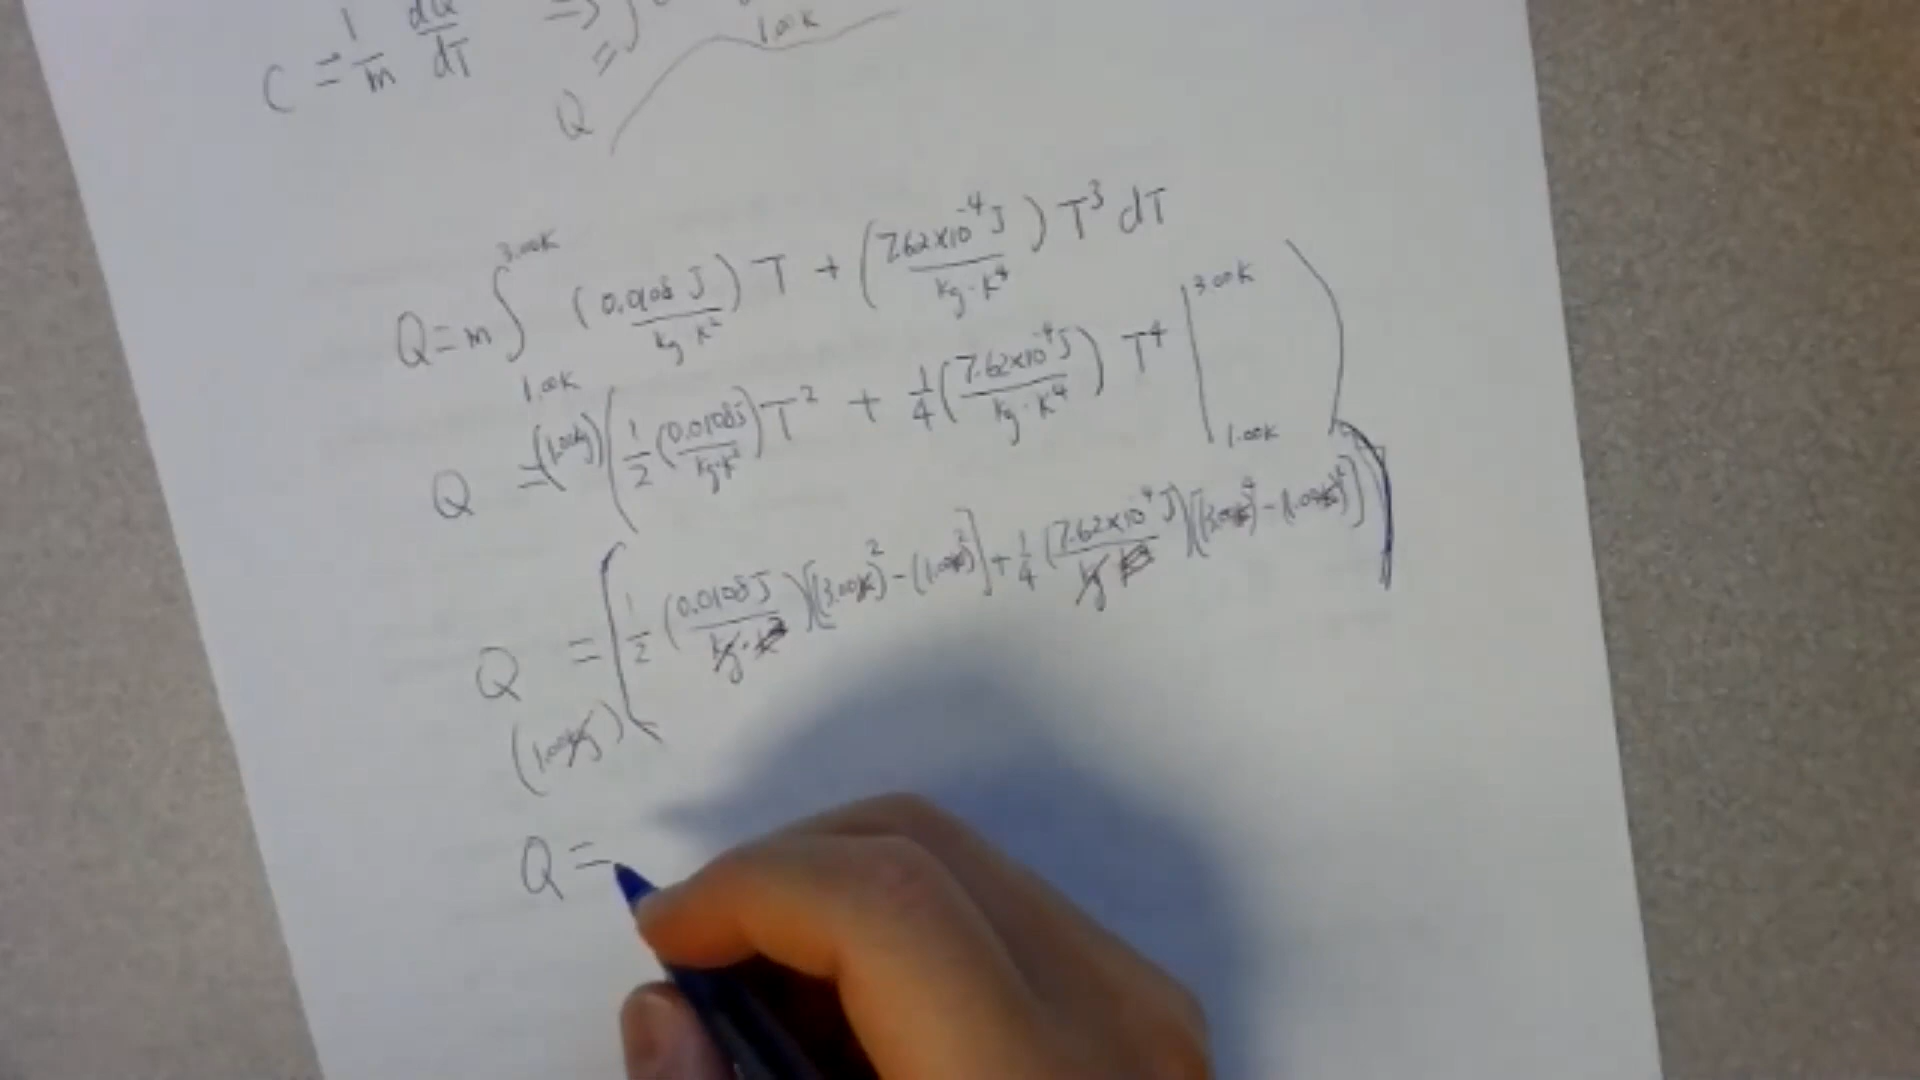 C = 1/m dQ/dT ⇒ ∫
Q = 1.00K
Q = m ∫_{1.00K}^{3.00K} (0.0108 J / kg·K²) T + (7.62×10⁻⁴ J / kg·K⁴) T³ dT
Q = (1.00kg) (1/2 (0.0108 J / kg·K²) T² + 1/4 (7.62×10⁻⁴ J / kg·K⁴) T⁴ |_{1.00K}^{3.00K})
Q = (1/2 (0.0108 J / kg·K²) [(3.00K)² - (1.00K)²] + 1/4 (7.62×10⁻⁴ J / kg·K⁴) [(3.00K)⁴ - (1.00K)⁴])
(1.00kg)
Q =